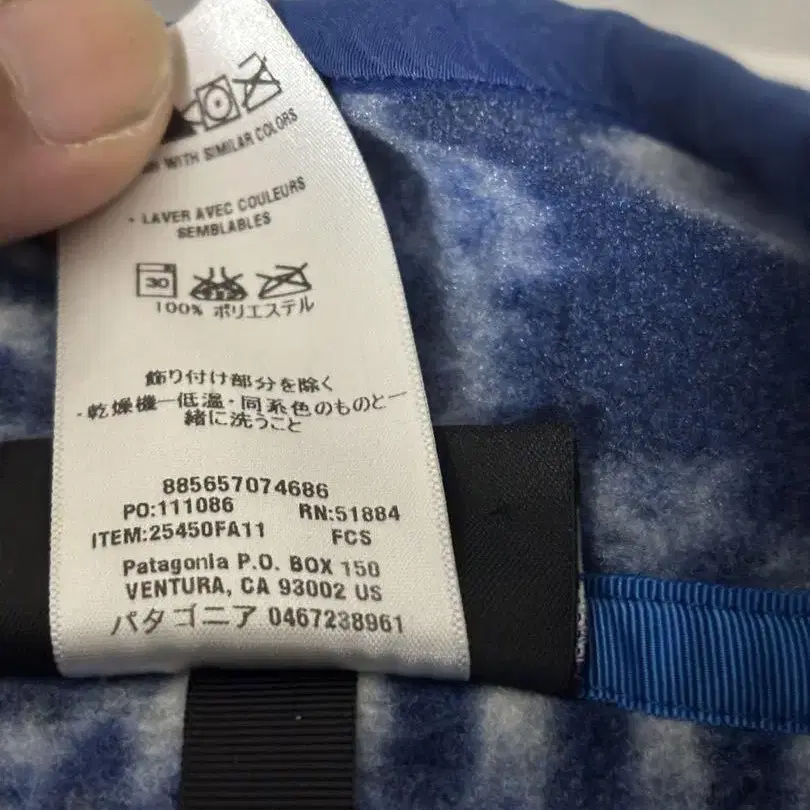 WITH SIMILAR COLORS
• LAVER AVEC COULEURS
SEMBLABLES
30
100% ポリエステル
飾り付け部分を除く
・乾燥機ー低温・同系色のものと一
緒に洗うこと
885657074686
PO:111086 RN:51884
ITEM:25450FA11 FCS
Patagonia P.O. BOX 150
VENTURA, CA 93002 US
パタゴニア 0467238961